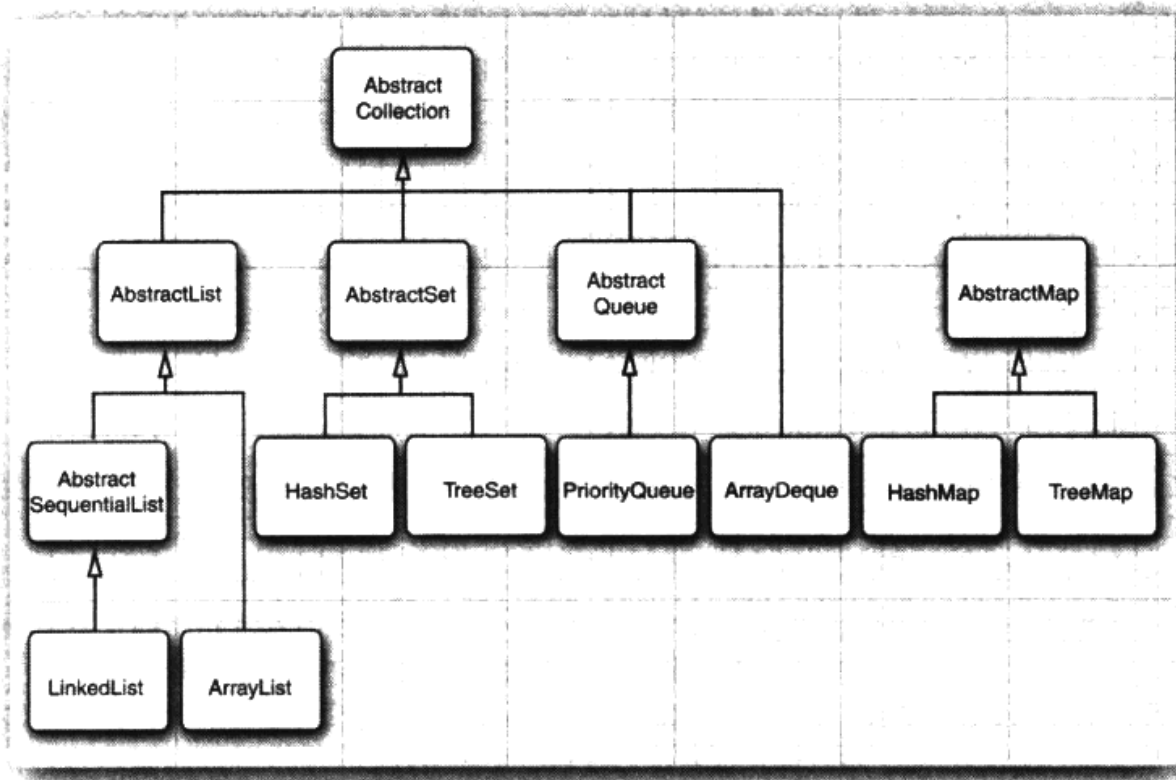 Abstract
Collection
AbstractList
AbstractSet
Abstract
Queue
AbstractMap
Abstract
SequentialList
HashSet
TreeSet
PriorityQueue
ArrayDeque
HashMap
TreeMap
LinkedList
ArrayList